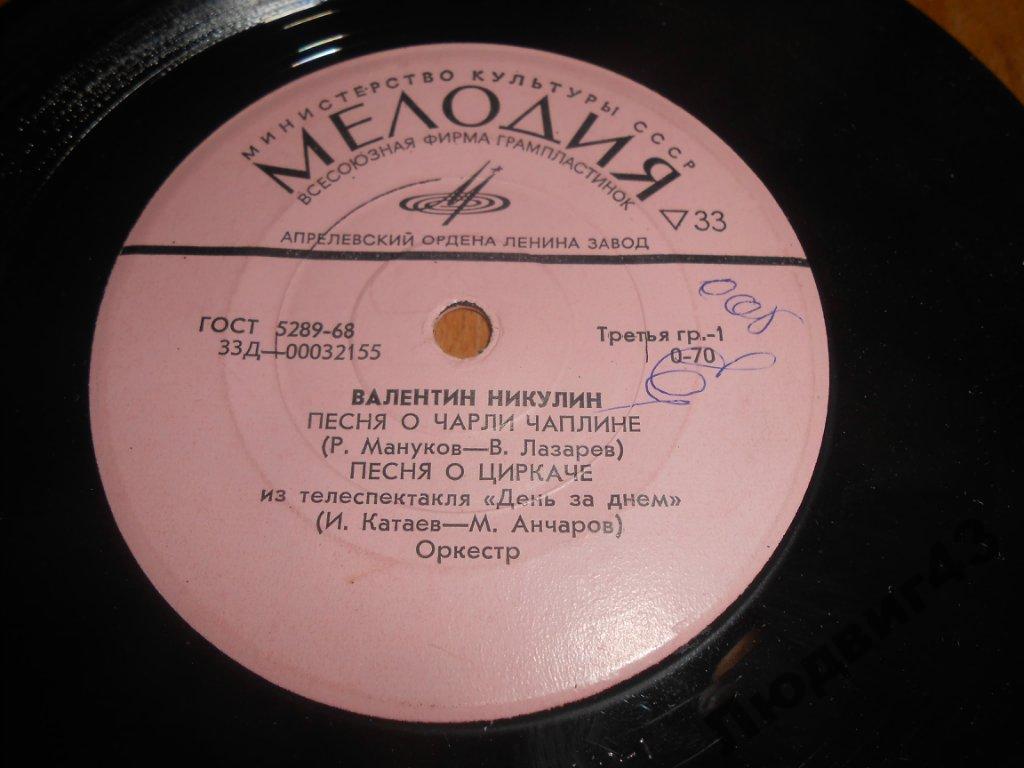 МИНИСТЕРСТВО КУЛЬТУРЫ СССР
МЕЛОДИЯ
ВСЕСОЮЗНАЯ ФИРМА ГРАМПЛАСТИНОК
▽33
АПРЕЛЕВСКИЙ ОРДЕНА ЛЕНИНА ЗАВОД
ГОСТ 5289-68
33Д—00032155
Третья гр.-1
0-70
ВАЛЕНТИН НИКУЛИН
ПЕСНЯ О ЧАРЛИ ЧАПЛИНЕ
(Р. Мануков—В. Лазарев)
ПЕСНЯ О ЦИРКАЧЕ
из телеспектакля «День за днем»
(И. Катаев—М. Анчаров)
Оркестр
Людвиг43